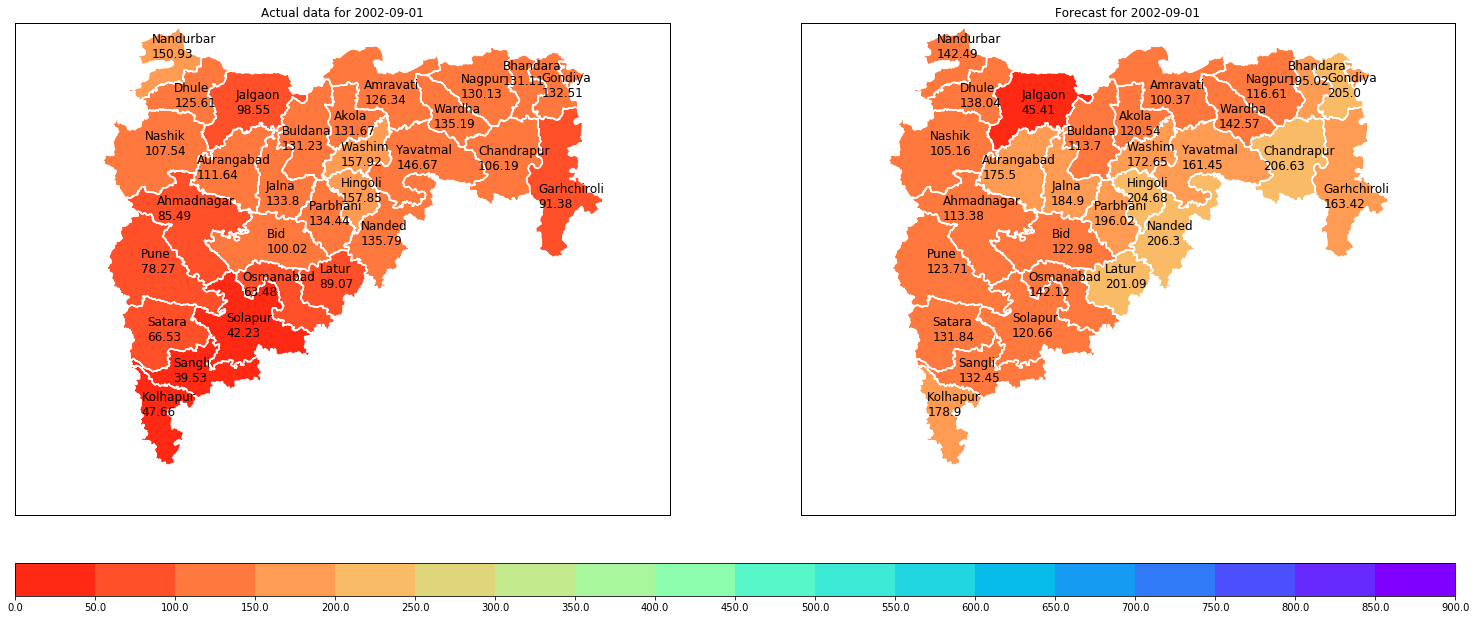 Actual data for 2002-09-01
Nandurbar
150.93
Dhule
125.61
Jalgaon
98.55
Nashik
107.54
Aurangabad
111.64
Buldana
131.23
Akola
131.67
Amravati
126.34
Nagpur
130.13
Bhandara
131.11
Gondiya
132.51
Wardha
135.19
Washim
157.92
Yavatmal
146.67
Chandrapur
106.19
Garhchiroli
91.38
Jalna
133.8
Hingoli
157.85
Parbhani
134.44
Ahmadnagar
85.49
Nanded
135.79
Bid
100.02
Pune
78.27
Latur
89.07
Osmanabad
63.48
Solapur
42.23
Satara
66.53
Sangli
39.53
Kolhapur
47.66
Forecast for 2002-09-01
Nandurbar
142.49
Dhule
138.04
Jalgaon
45.41
Nashik
105.16
Aurangabad
175.5
Buldana
113.7
Akola
120.54
Amravati
100.37
Nagpur
116.61
Bhandara
195.02
Gondiya
205.0
Wardha
142.57
Washim
172.65
Yavatmal
161.45
Chandrapur
206.63
Garhchiroli
163.42
Jalna
184.9
Hingoli
204.68
Parbhani
196.02
Ahmadnagar
113.38
Nanded
206.3
Bid
122.98
Pune
123.71
Latur
201.09
Osmanabad
142.12
Solapur
120.66
Satara
131.84
Sangli
132.45
Kolhapur
178.9
0.0 50.0 100.0 150.0 200.0 250.0 300.0 350.0 400.0 450.0 500.0 550.0 600.0 650.0 700.0 750.0 800.0 850.0 900.0